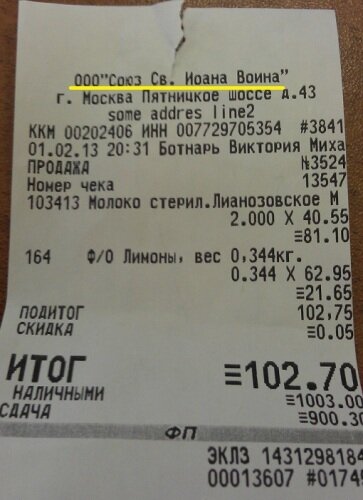 ООО"Союз Св. Иоана Воина"
г. Москва Пятницкое шоссе д.43
some addres line2
ККМ 00202406 ИНН 007729705354 #3841
01.02.13 20:31 Ботнарь Виктория Миха
ПРОДАЖА №3524
Номер чека 13547
103413 Молоко стерил.Лианозовское М
2.000 X 40.55
≡81.10
164 Ф/О Лимоны, вес 0,344кг.
0.344 X 62.95
≡21.65
ПОДИТОГ 102,75
СКИДКА ≡0.05
ИТОГ ≡102.70
НАЛИЧНЫМИ ≡1003.00
СДАЧА ≡900.30
ФП
ЭКЛЗ 1431298184
00013607 #01745